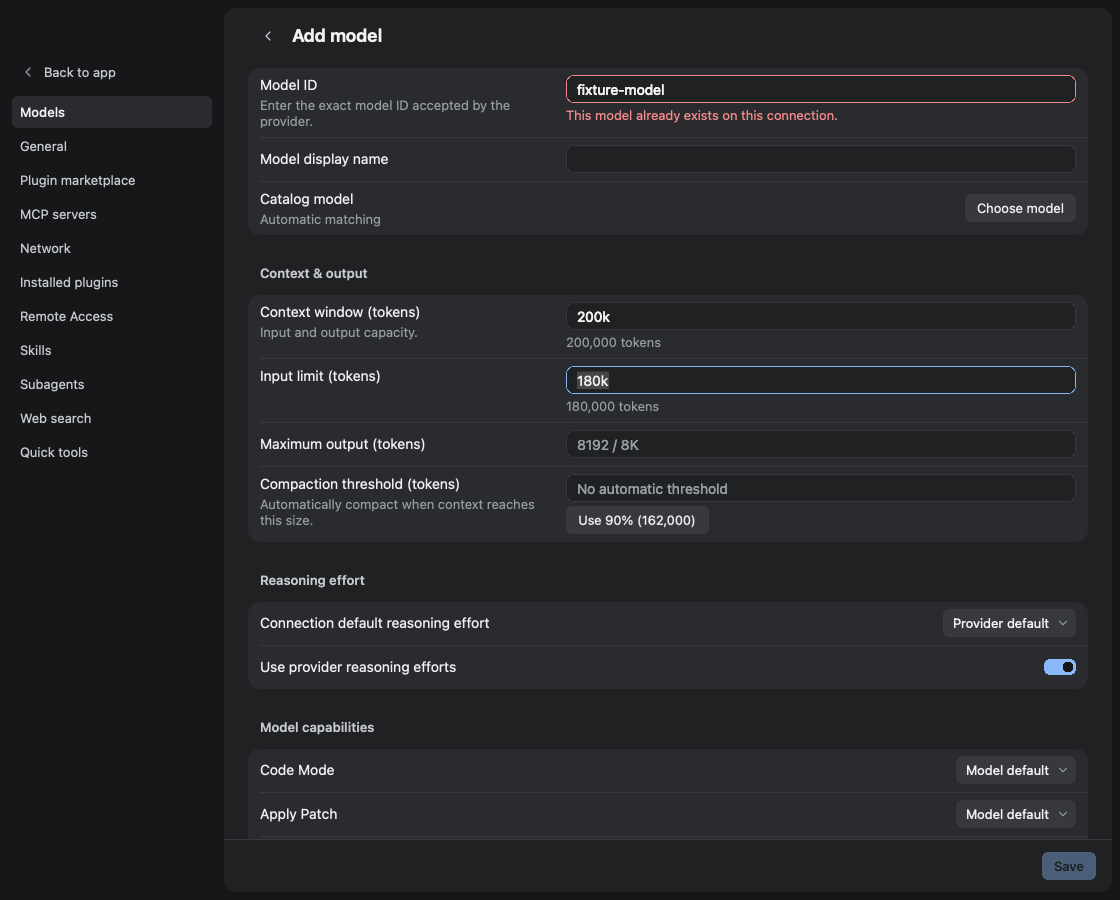 Add model
Back to app
Models
General
Plugin marketplace
MCP servers
Network
Installed plugins
Remote Access
Skills
Subagents
Web search
Quick tools
Model ID
Enter the exact model ID accepted by the
provider.
fixture-model
This model already exists on this connection.
Model display name
Catalog model
Automatic matching
Choose model
Context & output
Context window (tokens)
Input and output capacity.
200k
200,000 tokens
Input limit (tokens)
180k
180,000 tokens
Maximum output (tokens)
8192 / 8K
Compaction threshold (tokens)
Automatically compact when context reaches
this size.
No automatic threshold
Use 90% (162,000)
Reasoning effort
Connection default reasoning effort
Provider default
Use provider reasoning efforts
Model capabilities
Code Mode
Model default
Apply Patch
Model default
Save